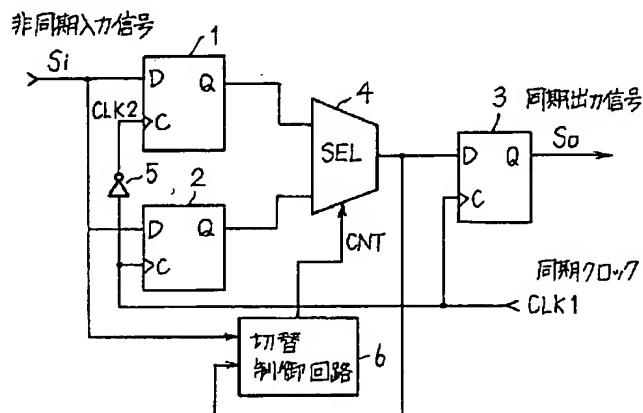 非同期入力信号
Si
1
D Q
CLK2
C
5
2
D Q
C
4
SEL
CNT
3
同期出力信号
So
D Q
C
同期クロック
CLK1
切替
制御回路
6